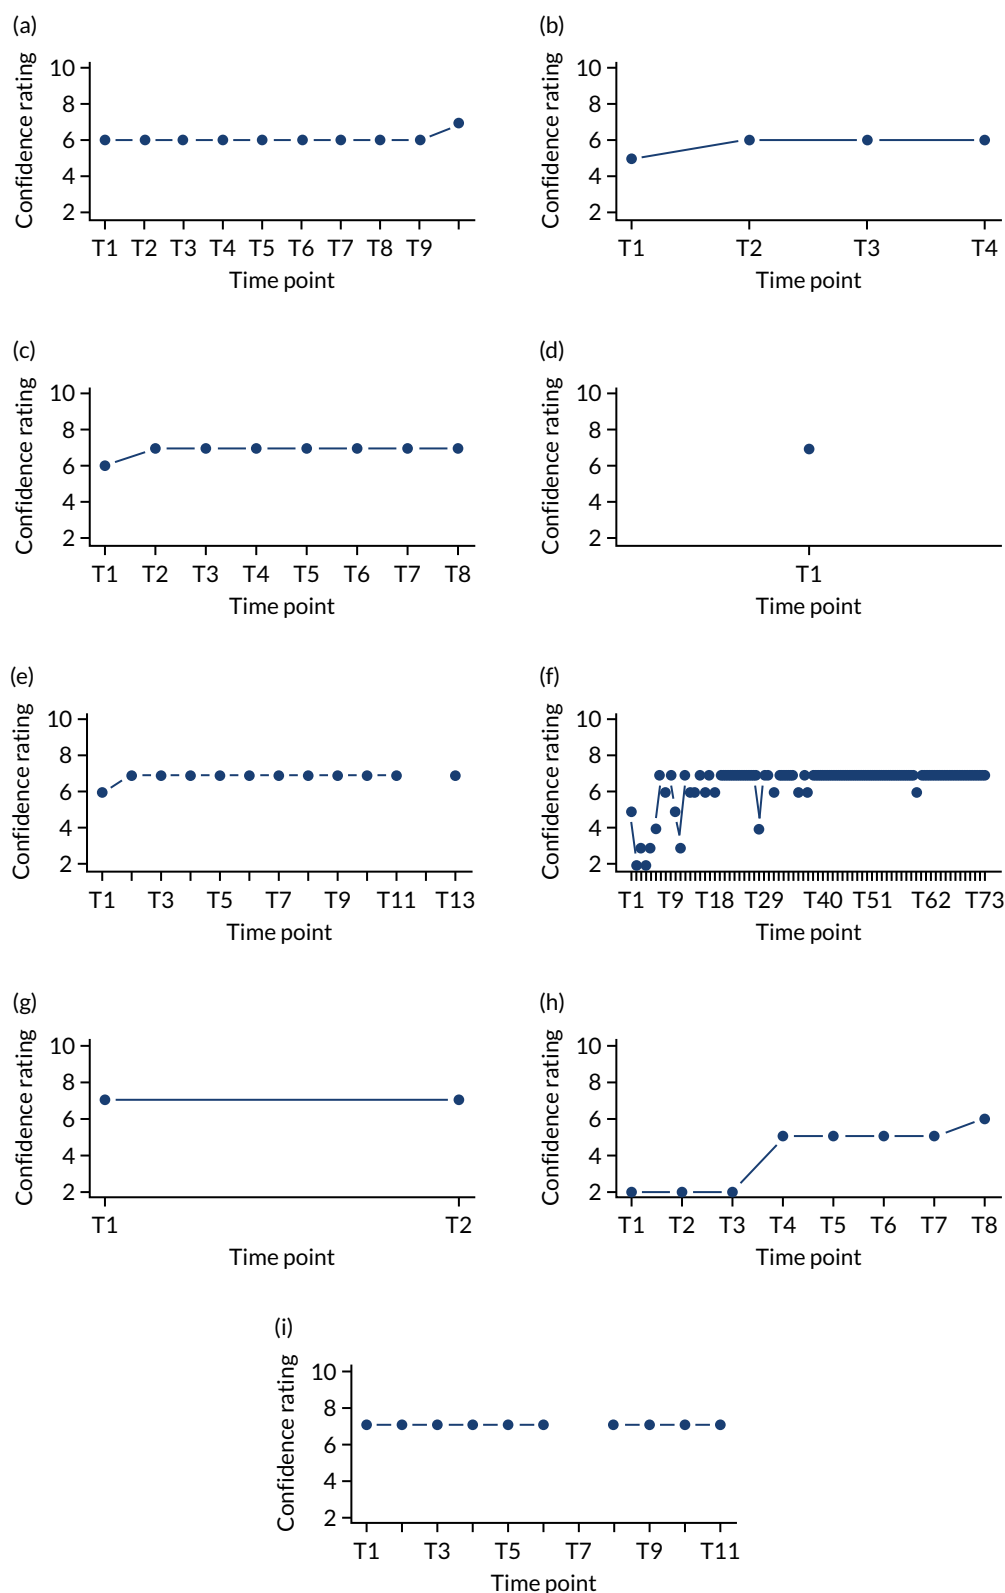 (a)
Confidence rating
10
8
6
4
2
T1 T2 T3 T4 T5 T6 T7 T8 T9
Time point
(b)
Confidence rating
10
8
6
4
2
T1 T2 T3 T4
Time point
(c)
Confidence rating
10
8
6
4
2
T1 T2 T3 T4 T5 T6 T7 T8
Time point
(d)
Confidence rating
10
8
6
4
2
T1
Time point
(e)
Confidence rating
10
8
6
4
2
T1 T3 T5 T7 T9 T11 T13
Time point
(f)
Confidence rating
10
8
6
4
2
T1 T9 T18 T29 T40 T51 T62 T73
Time point
(g)
Confidence rating
10
8
6
4
2
T1 T2
Time point
(h)
Confidence rating
10
8
6
4
2
T1 T2 T3 T4 T5 T6 T7 T8
Time point
(i)
Confidence rating
10
8
6
4
2
T1 T3 T5 T7 T9 T11
Time point